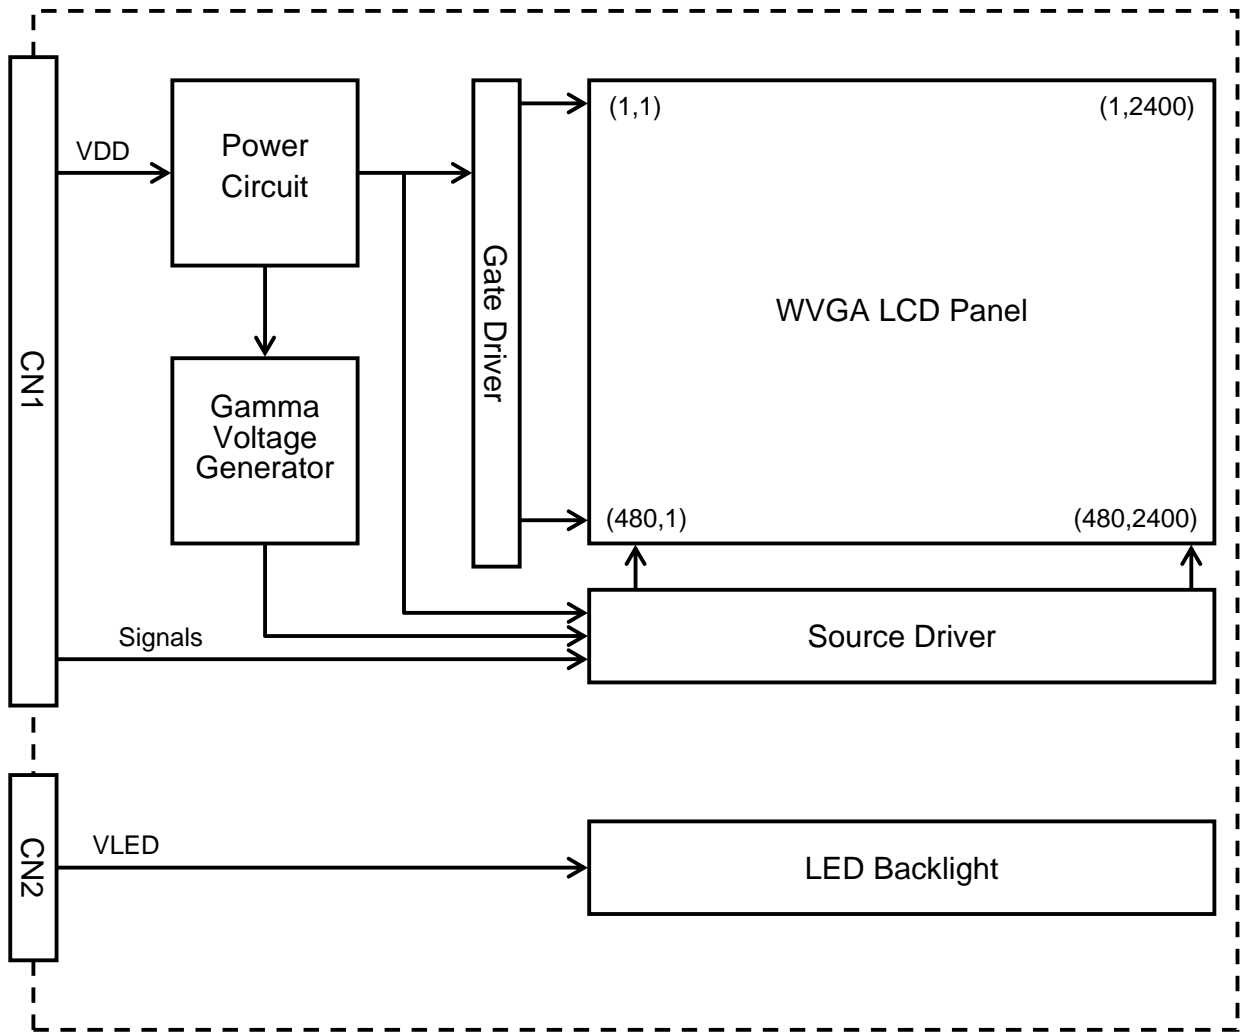 (1,1)
(1,2400)
VDD
Power
Circuit
Gate Driver
WVGA LCD Panel
CN1
Gamma
Voltage
Generator
(480,1)
(480,2400)
Signals
Source Driver
CN2
VLED
LED Backlight